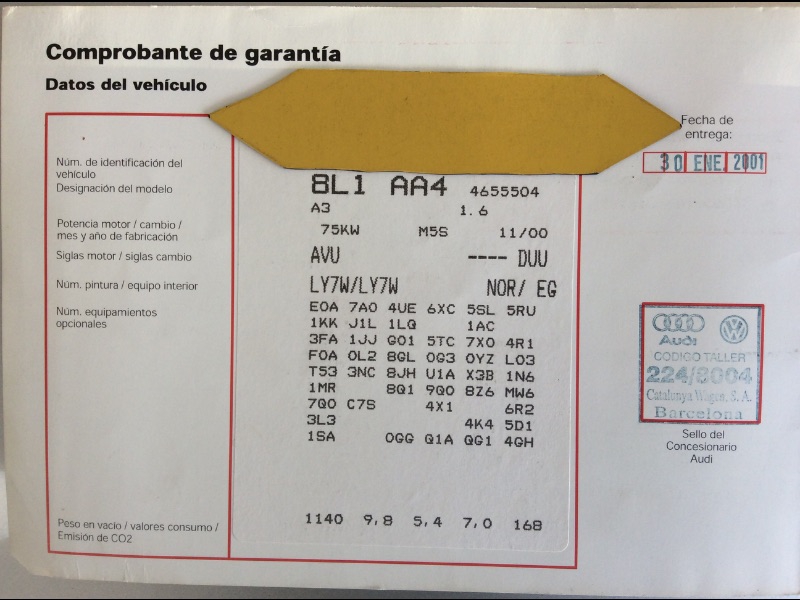 Comprobante de garantía
Datos del vehículo
Fecha de
entrega:
30 ENE. 2001
Núm. de identificación del
vehículo
Designación del modelo
8L1 AA4 4655504
A3 1.6
Potencia motor / cambio /
mes y año de fabricación
75KW M5S 11/00
Siglas motor / siglas cambio
AVU ---- DUU
Núm. pintura / equipo interior
LY7W/LY7W NOR/ EG
Núm. equipamientos
opcionales
E0A 7A0 4UE 6XC 5SL 5RU
1KK J1L 1LQ 1AC
3FA 1JJ G01 5TC 7X0 4R1
F0A 0L2 8GL 0G3 0YZ L03
T53 3NC 8JH U1A X3B 1N6
1MR 8Q1 9Q0 8Z6 MW6
7Q0 C7S 4X1 6R2
3L3 4K4 5D1
1SA 0GG Q1A QG1 4GH
Peso en vacio / valores consumo /
Emisión de CO2
1140 9,8 5,4 7,0 168
Audi
CODIGO TALLER
224/8004
Catalunya Wagen, S. A.
Barcelona
Sello del
Concesionario
Audi